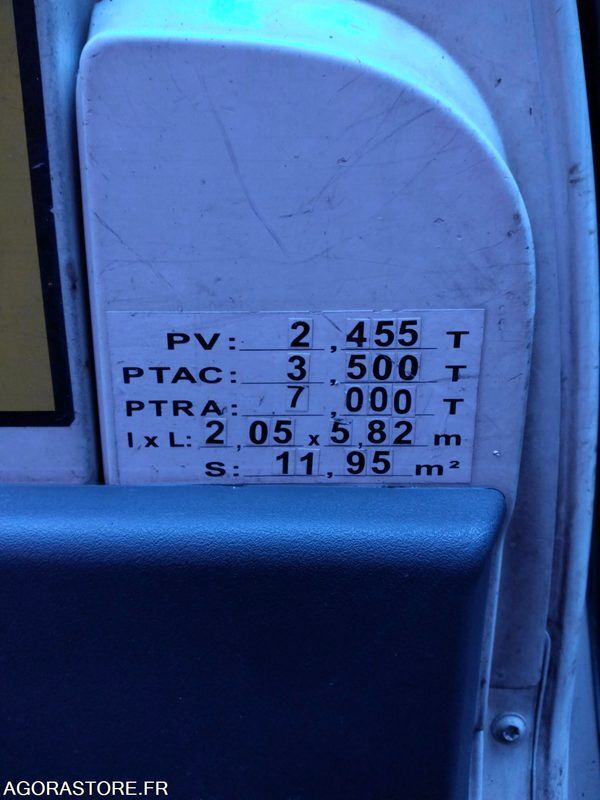 PV: 2,455 T
PTAC: 3,500 T
PTRA: 7,000 T
l x L: 2,05 x 5,82 m
S: 11,95 m²
AGORASTORE.FR